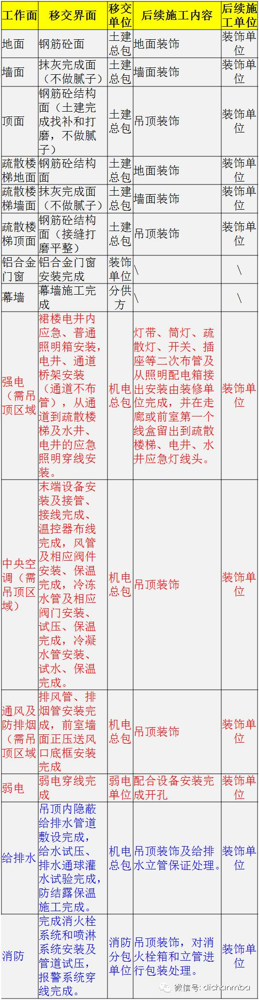 工作面 移交界面 移交单位 后续施工内容 后续施工单位
地面 钢筋砼面 土建总包 地面装饰 装饰单位
墙面 抹灰完成面（不做腻子） 土建总包 墙面装饰 装饰单位
顶面 钢筋砼结构面（土建完成找补和打磨，不做腻子） 土建总包 吊顶装饰 装饰单位
疏散楼梯地面 钢筋砼结构面 土建总包 地面装饰 装饰单位
疏散楼梯墙面 抹灰完成面（不做腻子） 土建总包 墙面装饰 装饰单位
疏散楼梯顶面 钢筋砼结构面（接缝打磨平整） 土建总包 吊顶装饰 装饰单位
铝合金门窗 铝合金门窗安装完成 装饰单位 \ \
幕墙 幕墙施工完成 分供方 \ \
强电（需吊顶区域 裙楼电井内应急、普通照明箱安装，电井、通道桥架安装（通道不布管），从通道到疏散楼梯及水井、电井的应急照明穿线安装。 机电总包 灯带、筒灯、疏散灯、开关、插座等二次布管及从照明配电箱接出安装由装修单位完成，并在走廊或前室第一个线盒留出到疏散楼梯、电井、水井应急灯线头。 装饰单位
中央空调（需吊顶区域） 末端设备安装及接管、接线完成、温控器布线完成，风管及相应阀件安装、保温完成，冷冻水管及相应阀门安装、试压、保温完成，冷凝水管安装、试水、保温完成。 机电总包 吊顶装饰 装饰单位
通风及防排烟（需吊顶区域 排风管、排烟管安装完成，前室墙面正压送风口底框安装完成 机电总包 吊顶装饰 装饰单位
弱电 弱电穿线完成 弱电单位 配合设备安装完成开孔 装饰单位
给排水 吊顶内隐蔽给排水管道敷设完成，给水试压、排水通球灌水试验完成，防结露保温施工完成。 机电总包 吊顶装饰及给排水立管保证处理。 装饰单位
消防 完成消火栓系统和喷淋系统安装及管道试压，报警系统穿线完成。 消防分包单位 吊顶装饰，对消火栓箱和立管进行包装处理。 装饰单位
微信号: dichanmba